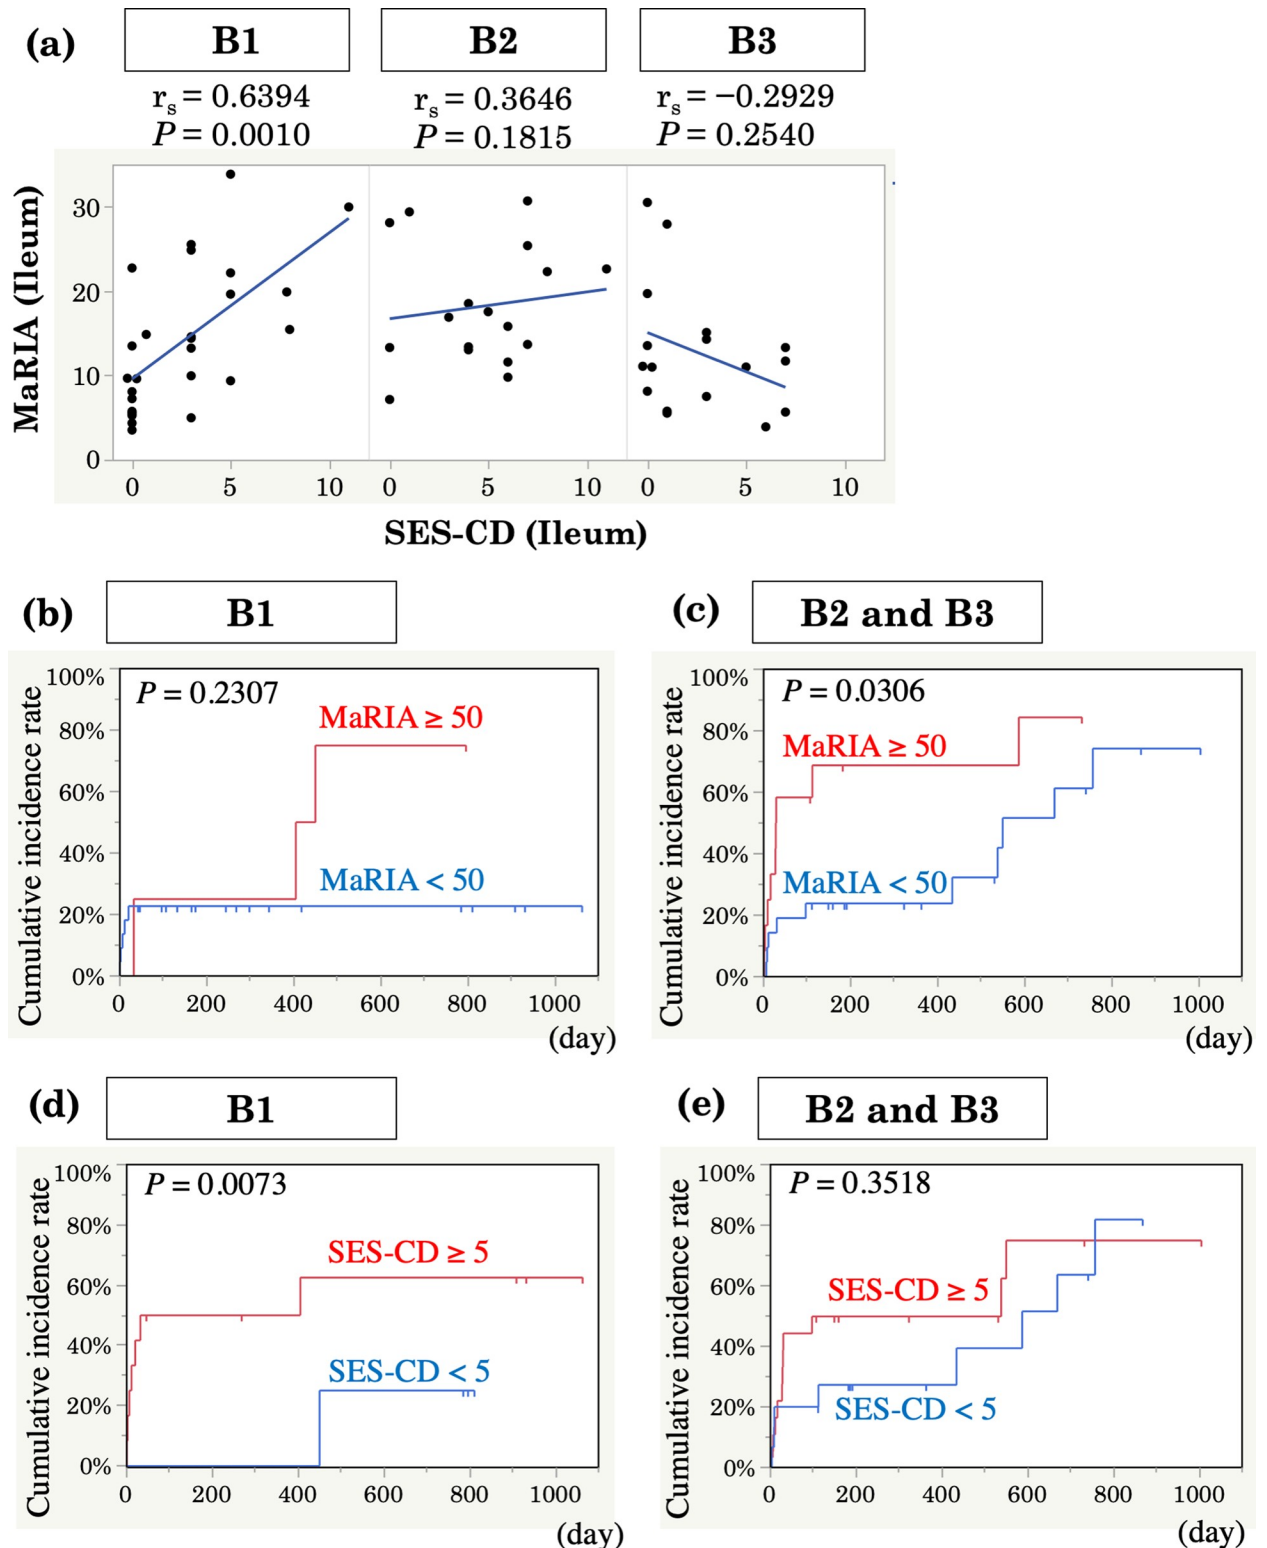 (a)
B1
B2
B3
rs = 0.6394
P = 0.0010
rs = 0.3646
P = 0.1815
rs = −0.2929
P = 0.2540
MaRIA (Ileum)
30
20
10
0
0 5 10 0 5 10 0 5 10
SES-CD (Ileum)
(b)
B1
Cumulative incidence rate
100%
80%
60%
40%
20%
0%
P = 0.2307
MaRIA ≥ 50
MaRIA < 50
0 200 400 600 800 1000
(day)
(c)
B2 and B3
Cumulative incidence rate
100%
80%
60%
40%
20%
0%
P = 0.0306
MaRIA ≥ 50
MaRIA < 50
0 200 400 600 800 1000
(day)
(d)
B1
Cumulative incidence rate
100%
80%
60%
40%
20%
0%
P = 0.0073
SES-CD ≥ 5
SES-CD < 5
0 200 400 600 800 1000
(day)
(e)
B2 and B3
Cumulative incidence rate
100%
80%
60%
40%
20%
0%
P = 0.3518
SES-CD ≥ 5
SES-CD < 5
0 200 400 600 800 1000
(day)